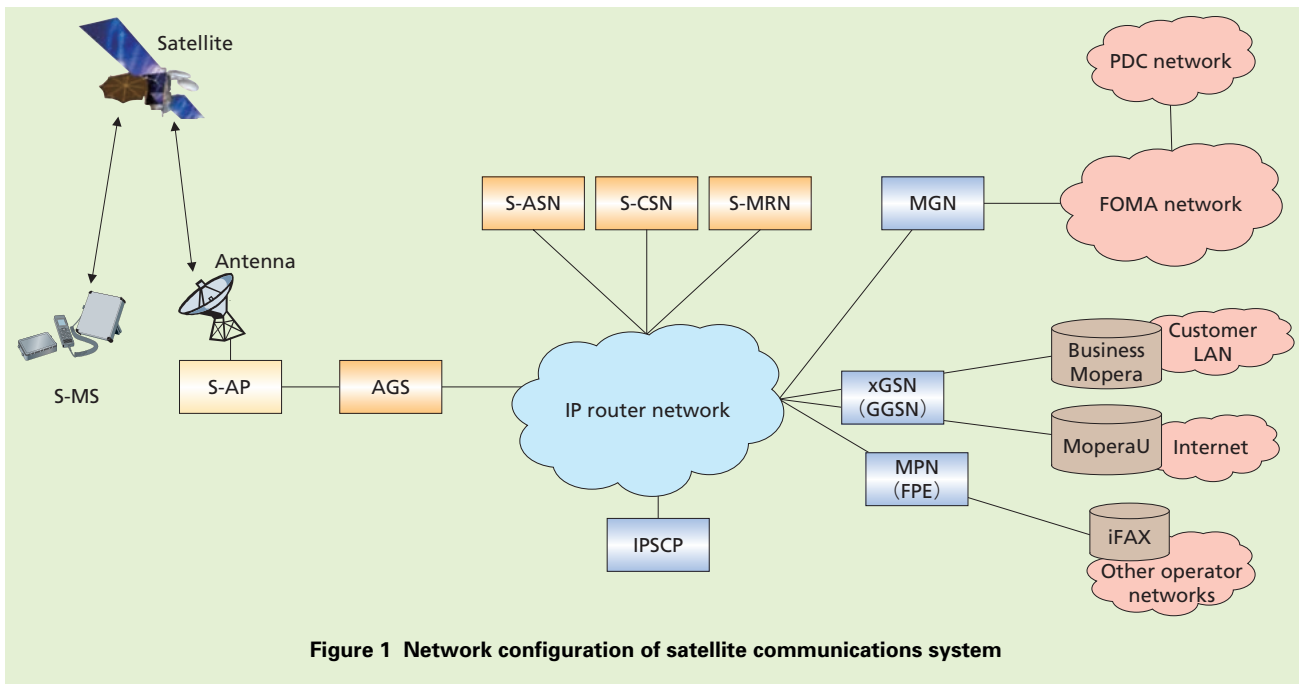 Satellite
PDC network
S-ASN
S-CSN
S-MRN
MGN
FOMA network
Antenna
S-MS
S-AP
AGS
IP router network
xGSN
(GGSN)
Business
Mopera
Customer
LAN
MoperaU
Internet
MPN
(FPE)
iFAX
Other operator
networks
IPSCP
Figure 1 Network configuration of satellite communications system